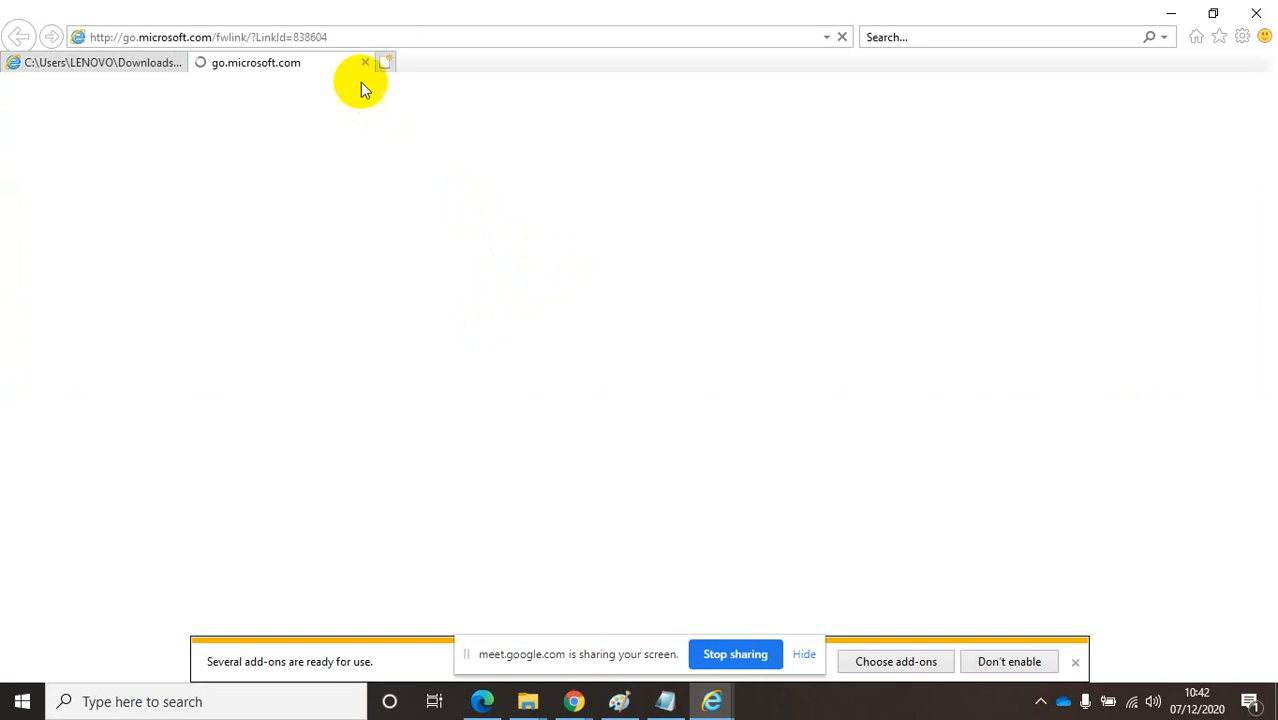 http://go.microsoft.com/fwlink/?LinkId=838604
Search...
C:\Users\LENOVO\Downloads...
go.microsoft.com
Several add-ons are ready for use.
meet.google.com is sharing your screen.
Stop sharing
Hide
Choose add-ons
Don't enable
Type here to search
10:42
07/12/2020
1